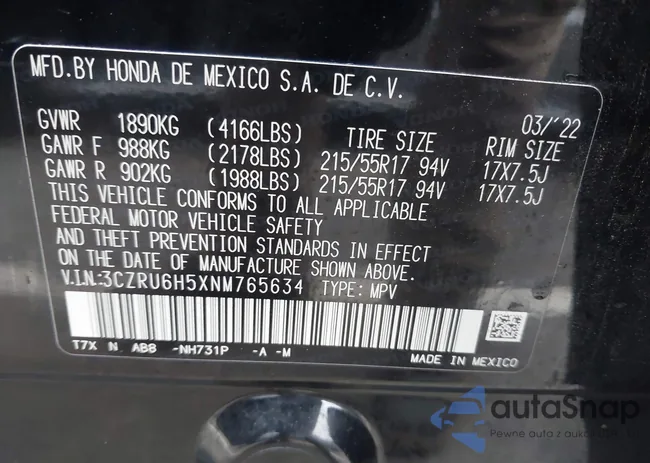 MFD.BY HONDA DE MEXICO S.A. DE C.V.
03/'22
GVWR 1890KG (4166LBS) TIRE SIZE RIM SIZE
GAWR F 988KG (2178LBS) 215/55R17 94V 17X7.5J
GAWR R 902KG (1988LBS) 215/55R17 94V 17X7.5J
THIS VEHICLE CONFORMS TO ALL APPLICABLE
FEDERAL MOTOR VEHICLE SAFETY
AND THEFT PREVENTION STANDARDS IN EFFECT
ON THE DATE OF MANUFACTURE SHOWN ABOVE.
V.I.N.:3CZRU6H5XNM765634 TYPE: MPV
T7X N AB8 -NH731P -A -M
MADE IN MEXICO
autoSnap
Pewne auta z aukcji